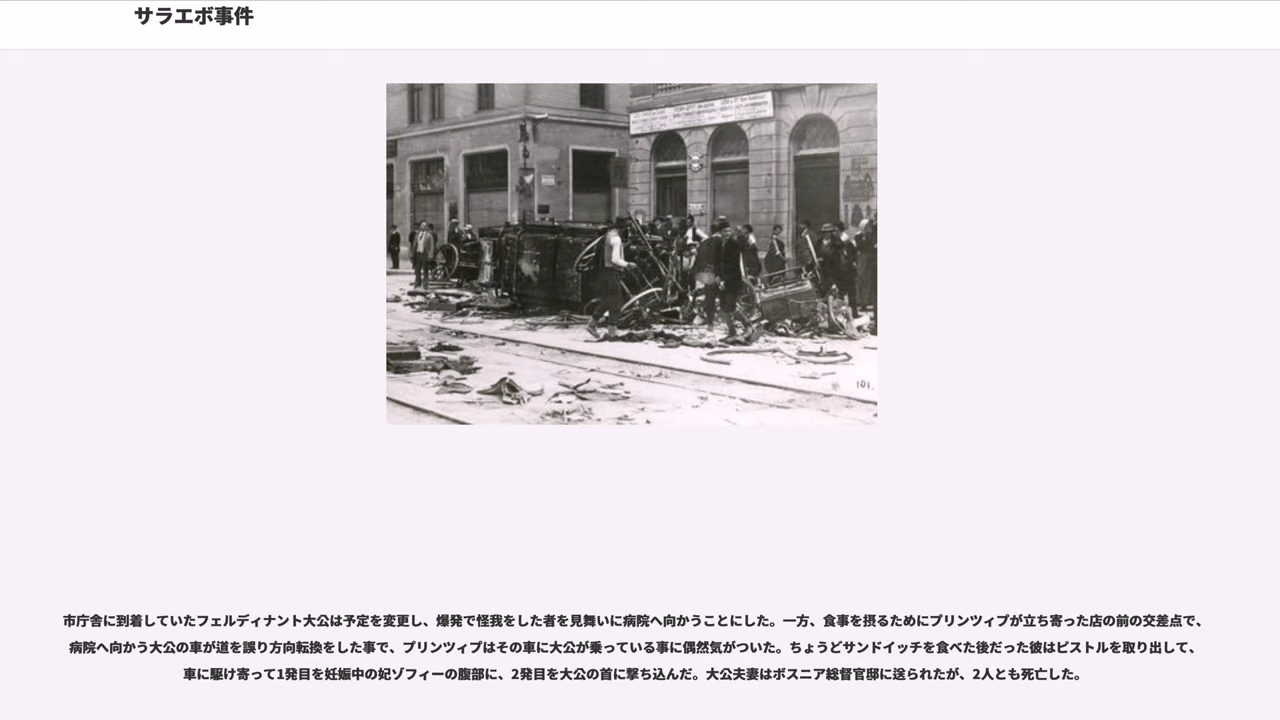 サラエボ事件
101.
市庁舎に到着していたフェルディナント大公は予定を変更し、爆発で怪我をした者を見舞いに病院へ向かうことにした。一方、食事を摂るためにプリンツィプが立ち寄った店の前の交差点で、
病院へ向かう大公の車が道を誤り方向転換をした事で、プリンツィプはその車に大公が乗っている事に偶然気がついた。ちょうどサンドイッチを食べた後だった彼はピストルを取り出して、
車に駆け寄って1発目を妊娠中の妃ゾフィーの腹部に、2発目を大公の首に撃ち込んだ。大公夫妻はボスニア総督官邸に送られたが、2人とも死亡した。